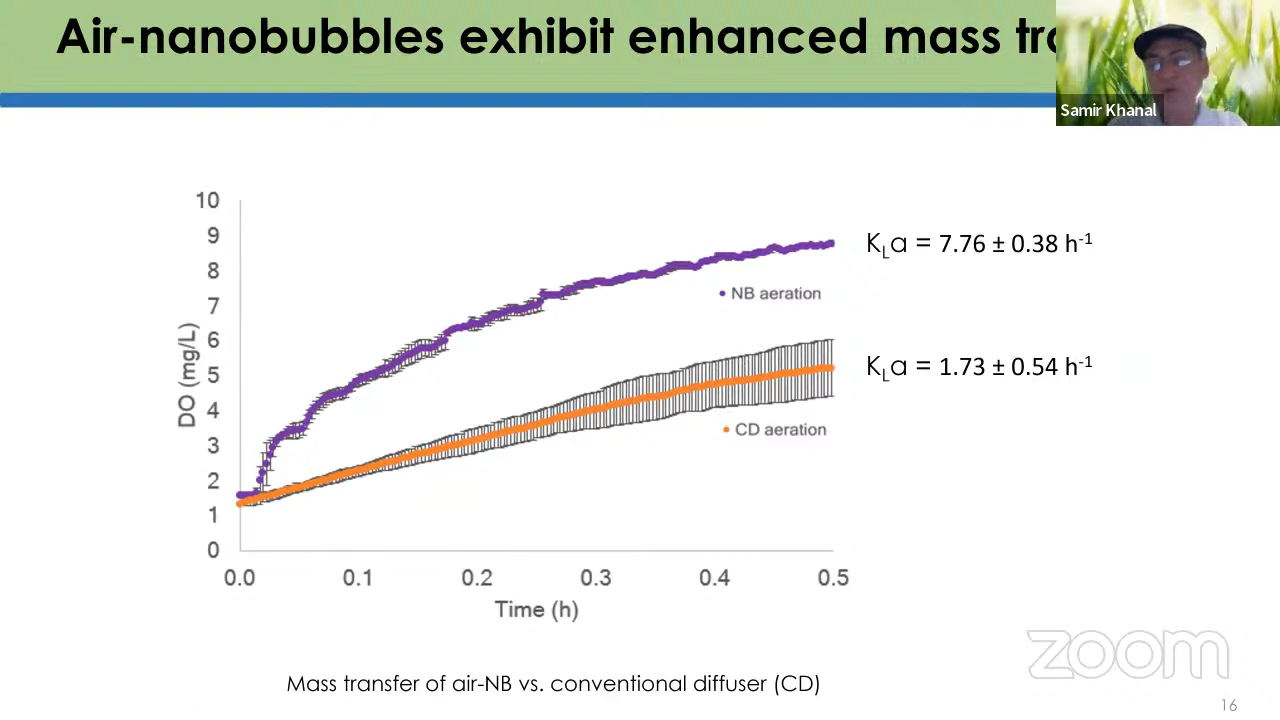 Air-nanobubbles exhibit enhanced mass
Samir Khanal
10
9
8
7
6
5
4
3
2
1
0
DO (mg/L)
0.0 0.1 0.2 0.3 0.4 0.5
Time (h)
NB aeration
CD aeration
KLa = 7.76 ± 0.38 h-1
KLa = 1.73 ± 0.54 h-1
Mass transfer of air-NB vs. conventional diffuser (CD)
zoom
16